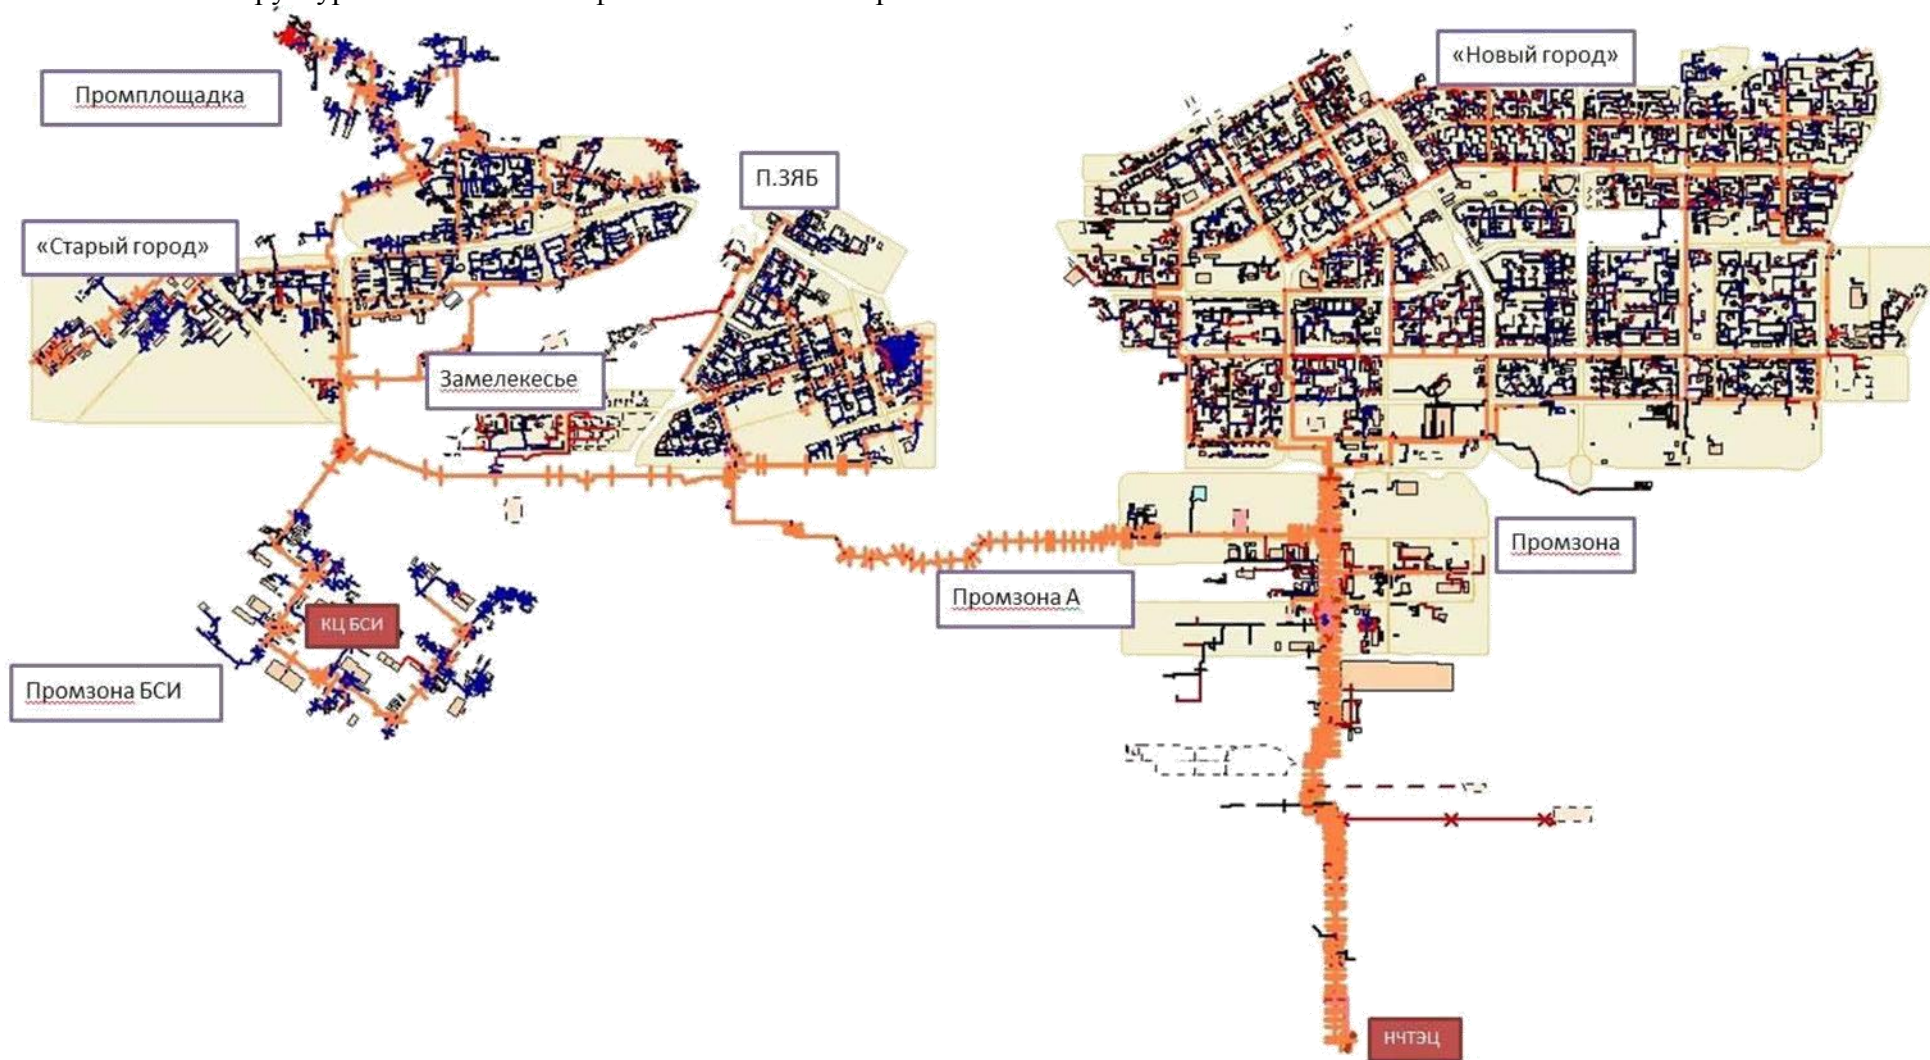 «Новый город»
Промплощадка
П.ЗЯБ
«Старый город»
Замелекесье
Промзона
Промзона А
КЦ БСИ
Промзона БСИ
НЧТЭЦ